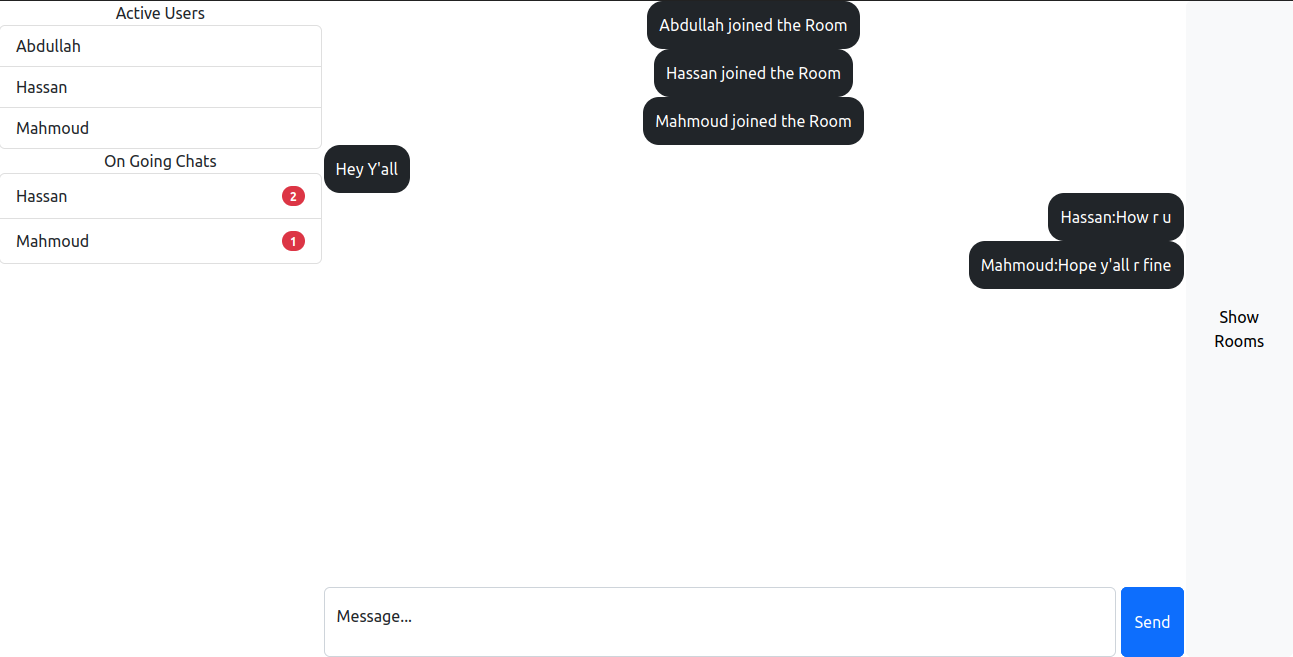 Active Users
Abdullah
Hassan
Mahmoud
On Going Chats
Hassan 2
Mahmoud 1
Abdullah joined the Room
Hassan joined the Room
Mahmoud joined the Room
Hey Y'all
Hassan:How r u
Mahmoud:Hope y'all r fine
Message...
Send
Show
Rooms